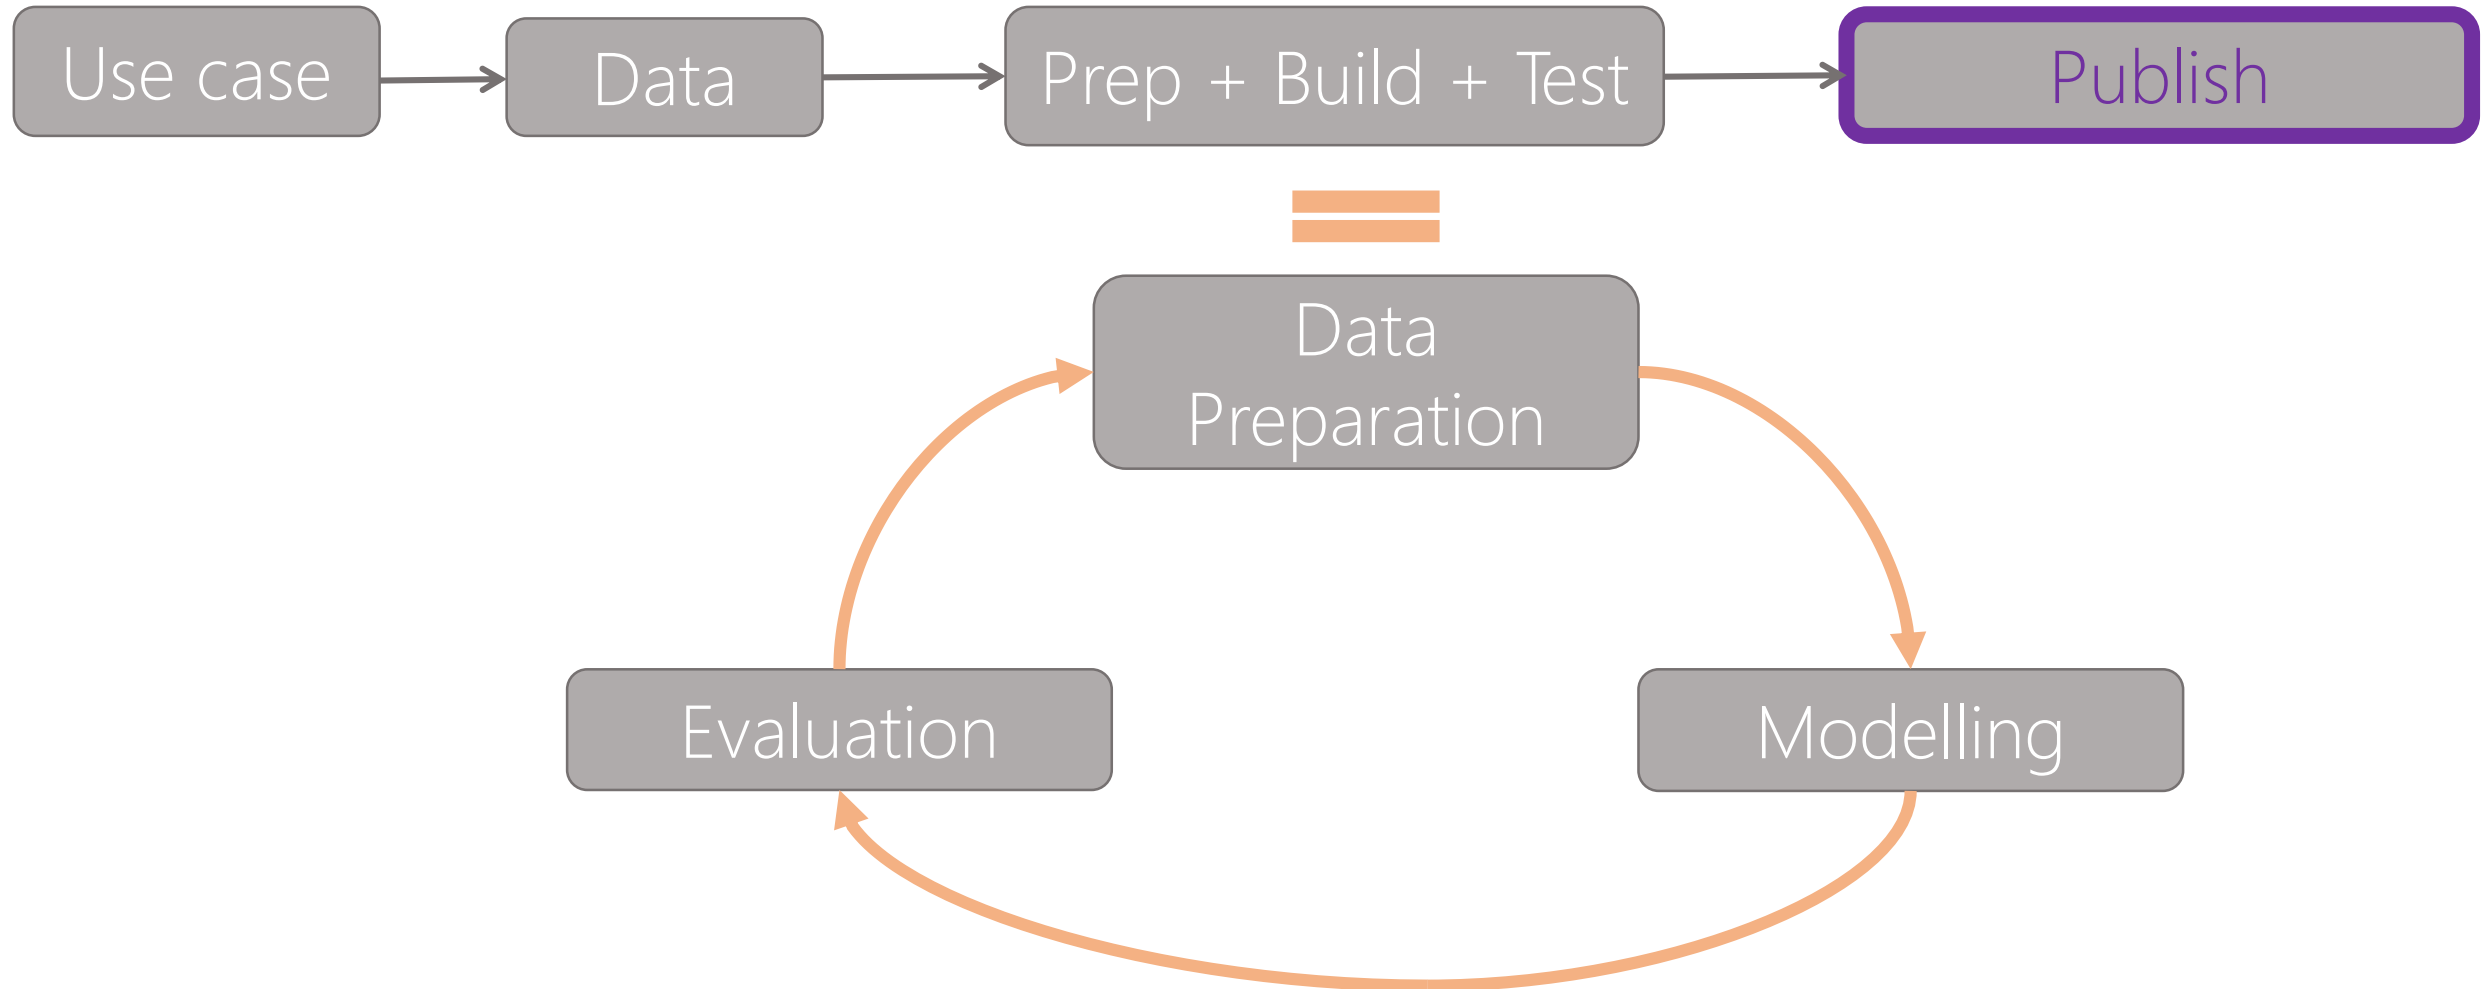 Use case
Data
Prep + Build + Test
Publish
Data
Preparation
Evaluation
Modelling